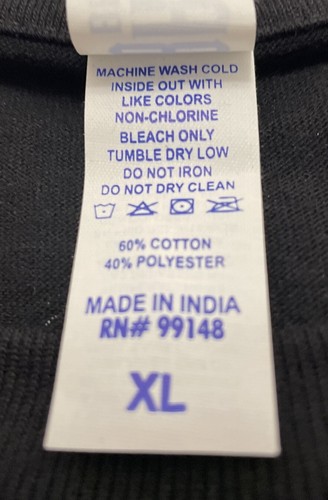 MACHINE WASH COLD
INSIDE OUT WITH
LIKE COLORS
NON-CHLORINE
BLEACH ONLY
TUMBLE DRY LOW
DO NOT IRON
DO NOT DRY CLEAN
60% COTTON
40% POLYESTER
MADE IN INDIA
RN# 99148
XL